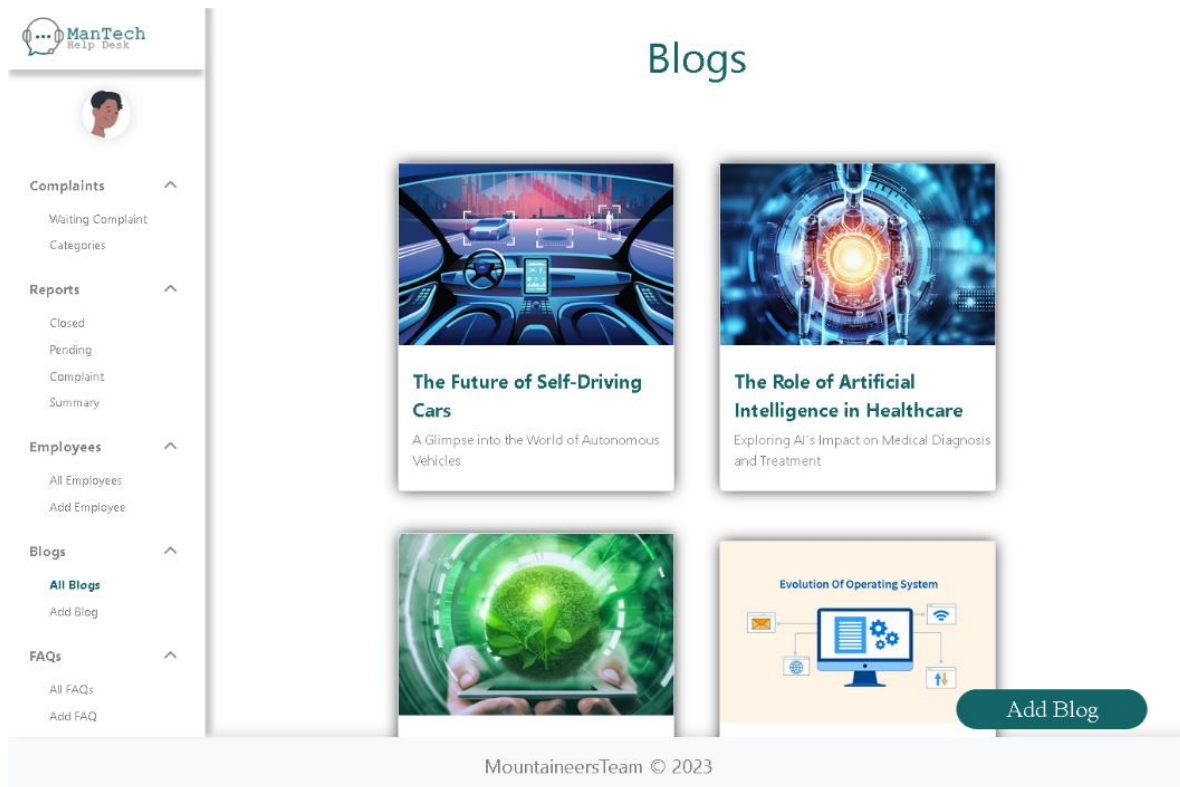 ManTech
Help Desk
Complaints
Waiting Complaint
Categories
Reports
Closed
Pending
Complaint
Summary
Employees
All Employees
Add Employee
Blogs
All Blogs
Add Blog
FAQs
All FAQs
Add FAQ
Blogs
The Future of Self-Driving
Cars
A Glimpse into the World of Autonomous
Vehicles
The Role of Artificial
Intelligence in Healthcare
Exploring AI's Impact on Medical Diagnosis
and Treatment
Evolution Of Operating System
Add Blog
MountaineersTeam © 2023